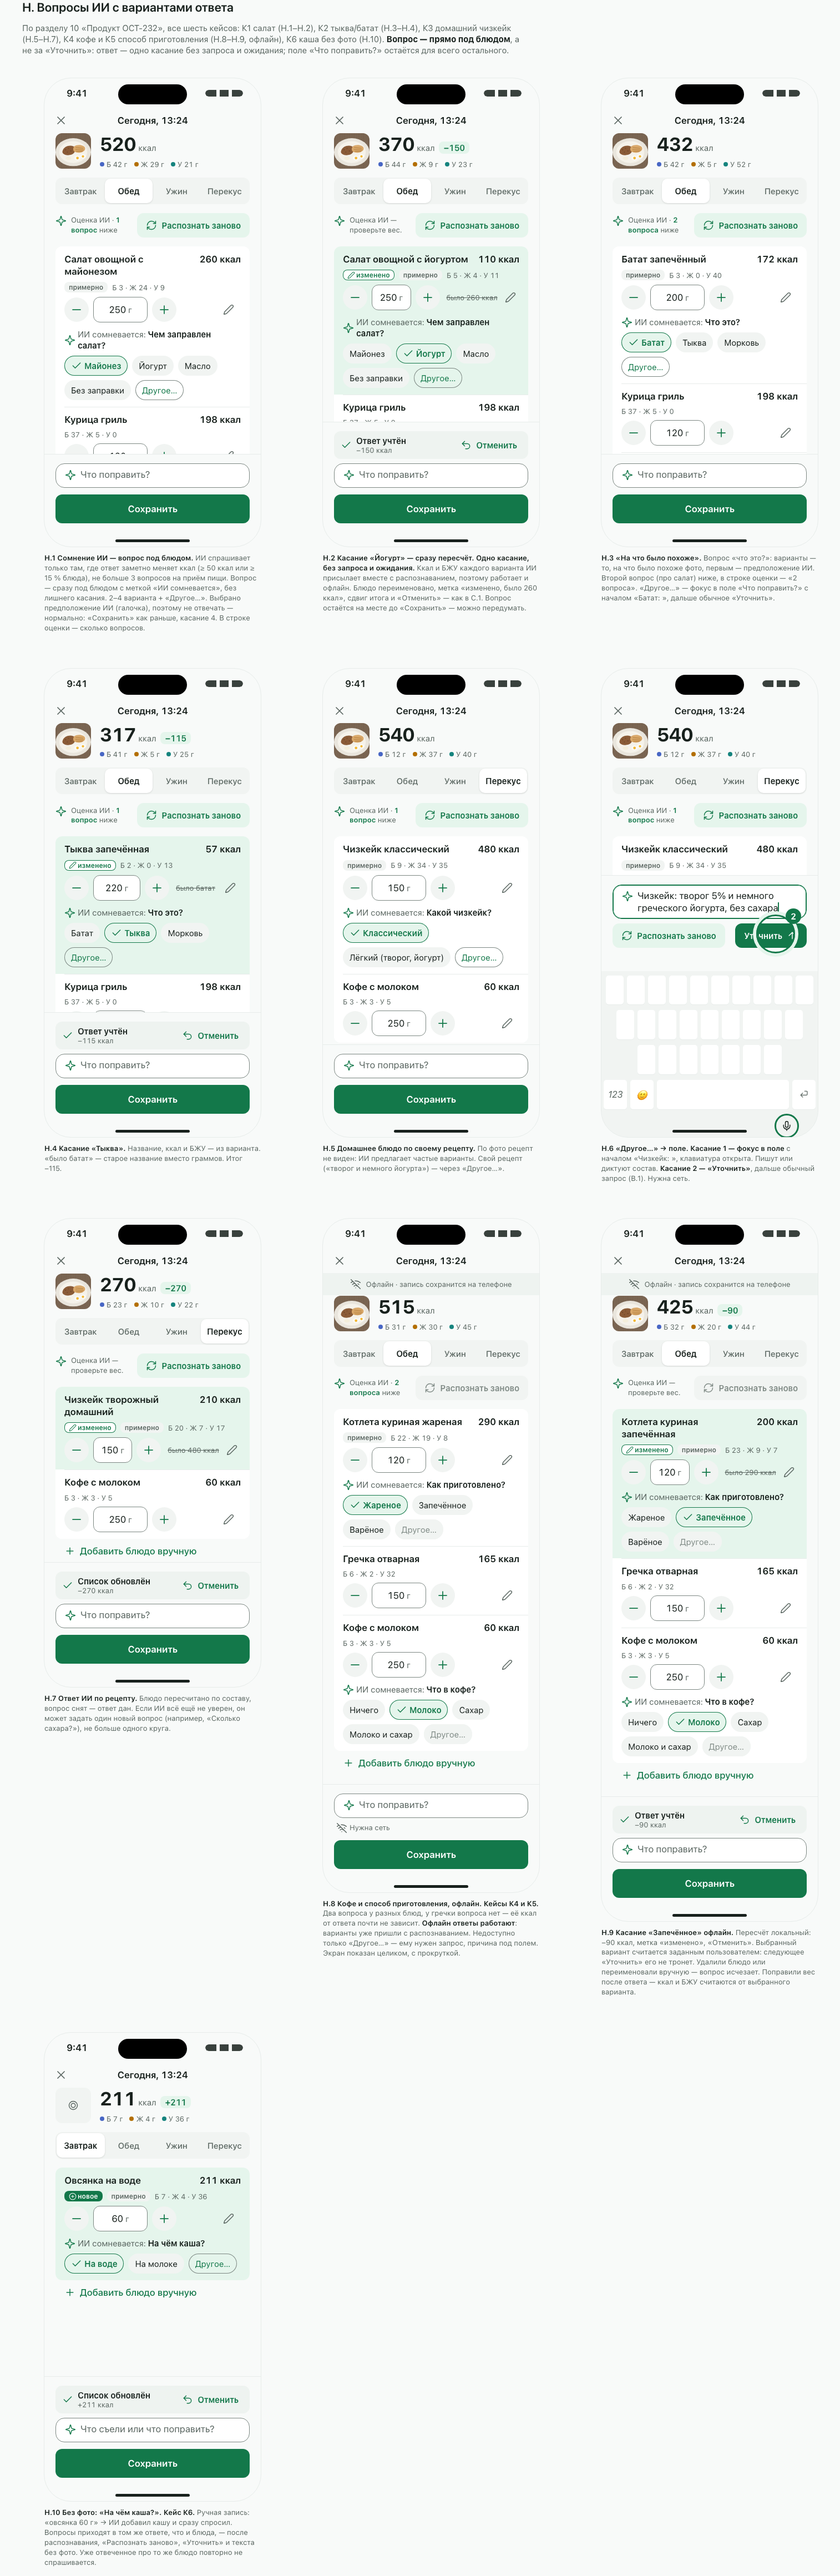 Н. Вопросы ИИ с вариантами ответа
По разделу 10 «Продукт ОСТ-232», все шесть кейсов: К1 салат (Н.1–Н.2), К2 тыква/батат (Н.3–Н.4), К3 домашний чизкейк
(Н.5–Н.7), К4 кофе и К5 способ приготовления (Н.8–Н.9, офлайн), К6 каша без фото (Н.10). Вопрос — прямо под блюдом, а
не за «Уточнить»: ответ — одно касание без запроса и ожидания; поле «Что поправить?» остаётся для всего остального.
9:41
Сегодня, 13:24
520 ккал
Б 42 г Ж 29 г У 21 г
Завтрак Обед Ужин Перекус
Оценка ИИ · 1
вопрос ниже
Распознать заново
Салат овощной с
майонезом
260 ккал
примерно Б 3 · Ж 24 · У 9
250 г
ИИ сомневается: Чем заправлен
салат?
Майонез Йогурт Масло
Без заправки Другое…
Курица гриль 198 ккал
Б 37 · Ж 5 · У 0
Что поправить?
Сохранить
Н.1 Сомнение ИИ — вопрос под блюдом. ИИ спрашивает
только там, где ответ заметно меняет ккал (≥ 50 ккал или ≥
15 % блюда), не больше 3 вопросов на приём пищи. Вопрос
— сразу под блюдом с меткой «ИИ сомневается», без
лишнего касания. 2–4 варианта + «Другое…». Выбрано
предположение ИИ (галочка), поэтому не отвечать —
нормально: «Сохранить» как раньше, касание 4. В строке
оценки — сколько вопросов.
9:41
Сегодня, 13:24
370 ккал −150
Б 44 г Ж 9 г У 23 г
Завтрак Обед Ужин Перекус
Оценка ИИ —
проверьте вес.
Распознать заново
Салат овощной с йогуртом 110 ккал
изменено примерно Б 5 · Ж 4 · У 11
250 г было 260 ккал
ИИ сомневается: Чем заправлен
салат?
Майонез Йогурт Масло
Без заправки Другое…
Курица гриль 198 ккал
Ответ учтён
−150 ккал
Отменить
Что поправить?
Сохранить
Н.2 Касание «Йогурт» — сразу пересчёт. Одно касание,
без запроса и ожидания. Ккал и БЖУ каждого варианта ИИ
присылает вместе с распознаванием, поэтому работает и
офлайн. Блюдо переименовано, метка «изменено, было 260
ккал», сдвиг итога и «Отменить» — как в С.1. Вопрос
остаётся на месте до «Сохранить» — можно передумать.
9:41
Сегодня, 13:24
432 ккал
Б 42 г Ж 5 г У 52 г
Завтрак Обед Ужин Перекус
Оценка ИИ · 2
вопроса ниже
Распознать заново
Батат запечённый 172 ккал
примерно Б 3 · Ж 0 · У 40
200 г
ИИ сомневается: Что это?
Батат Тыква Морковь
Другое…
Курица гриль 198 ккал
Б 37 · Ж 5 · У 0
120 г
Что поправить?
Сохранить
Н.3 «На что было похоже». Вопрос «что это?»: варианты —
то, на что было похоже фото, первым — предположение ИИ.
Второй вопрос (про салат) ниже, в строке оценки — «2
вопроса». «Другое…» — фокус в поле «Что поправить?» с
началом «Батат: », дальше обычное «Уточнить».
9:41
Сегодня, 13:24
317 ккал −115
Б 41 г Ж 5 г У 25 г
Завтрак Обед Ужин Перекус
Оценка ИИ · 1
вопрос ниже
Распознать заново
Тыква запечённая 57 ккал
изменено Б 2 · Ж 0 · У 13
220 г было батат
ИИ сомневается: Что это?
Батат Тыква Морковь
Другое…
Курица гриль 198 ккал
Б 37 · Ж 5 · У 0
Ответ учтён
−115 ккал
Отменить
Что поправить?
Сохранить
Н.4 Касание «Тыква». Название, ккал и БЖУ — из варианта.
«было батат» — старое название вместо граммов. Итог
−115.
9:41
Сегодня, 13:24
540 ккал
Б 12 г Ж 37 г У 40 г
Завтрак Обед Ужин Перекус
Оценка ИИ · 1
вопрос ниже
Распознать заново
Чизкейк классический 480 ккал
примерно Б 9 · Ж 34 · У 35
150 г
ИИ сомневается: Какой чизкейк?
Классический
Лёгкий (творог, йогурт) Другое…
Кофе с молоком 60 ккал
Б 3 · Ж 3 · У 5
250 г
Что поправить?
Сохранить
Н.5 Домашнее блюдо по своему рецепту. По фото рецепт
не виден: ИИ предлагает частые варианты. Свой рецепт
(«творог и немного йогурта») — через «Другое…».
9:41
Сегодня, 13:24
540 ккал
Б 12 г Ж 37 г У 40 г
Завтрак Обед Ужин Перекус
Оценка ИИ · 1
вопрос ниже
Распознать заново
Чизкейк классический 480 ккал
примерно Б 9 · Ж 34 · У 35
Чизкейк: творог 5% и немного
греческого йогурта, без сахара
2
Распознать заново Уточнить
123
Н.6 «Другое…» → поле. Касание 1 — фокус в поле с
началом «Чизкейк: », клавиатура открыта. Пишут или
диктуют состав. Касание 2 — «Уточнить», дальше обычный
запрос (В.1). Нужна сеть.
9:41
Сегодня, 13:24
270 ккал −270
Б 23 г Ж 10 г У 22 г
Завтрак Обед Ужин Перекус
Оценка ИИ —
проверьте вес.
Распознать заново
Чизкейк творожный
домашний
210 ккал
изменено примерно Б 20 · Ж 7 · У 17
150 г было 480 ккал
Кофе с молоком 60 ккал
Б 3 · Ж 3 · У 5
250 г
Добавить блюдо вручную
Список обновлён
−270 ккал
Отменить
Что поправить?
Сохранить
Н.7 Ответ ИИ по рецепту. Блюдо пересчитано по составу,
вопрос снят — ответ дан. Если ИИ всё ещё не уверен, он
может задать один новый вопрос (например, «Сколько
сахара?»), не больше одного круга.
9:41
Сегодня, 13:24
Офлайн · запись сохранится на телефоне
515 ккал
Б 31 г Ж 30 г У 45 г
Завтрак Обед Ужин Перекус
Оценка ИИ · 2
вопроса ниже
Распознать заново
Котлета куриная жареная 290 ккал
примерно Б 22 · Ж 19 · У 8
120 г
ИИ сомневается: Как приготовлено?
Жареное Запечённое
Варёное Другое…
Гречка отварная 165 ккал
Б 6 · Ж 2 · У 32
150 г
Кофе с молоком 60 ккал
Б 3 · Ж 3 · У 5
250 г
ИИ сомневается: Что в кофе?
Ничего Молоко Сахар
Молоко и сахар Другое…
Добавить блюдо вручную
Что поправить?
Нужна сеть
Сохранить
Н.8 Кофе и способ приготовления, офлайн. Кейсы К4 и К5.
Два вопроса у разных блюд, у гречки вопроса нет — её ккал
от ответа почти не зависит. Офлайн ответы работают:
варианты уже пришли с распознаванием. Недоступно
только «Другое…» — ему нужен запрос, причина под полем.
Экран показан целиком, с прокруткой.
9:41
Сегодня, 13:24
Офлайн · запись сохранится на телефоне
425 ккал −90
Б 32 г Ж 20 г У 44 г
Завтрак Обед Ужин Перекус
Оценка ИИ —
проверьте вес.
Распознать заново
Котлета куриная
запечённая
200 ккал
изменено примерно Б 23 · Ж 9 · У 7
120 г было 290 ккал
ИИ сомневается: Как приготовлено?
Жареное Запечённое
Варёное Другое…
Гречка отварная 165 ккал
Б 6 · Ж 2 · У 32
150 г
Кофе с молоком 60 ккал
Б 3 · Ж 3 · У 5
250 г
ИИ сомневается: Что в кофе?
Ничего Молоко Сахар
Молоко и сахар Другое…
Добавить блюдо вручную
Ответ учтён
−90 ккал
Отменить
Что поправить?
Сохранить
Н.9 Касание «Запечённое» офлайн. Пересчёт локальный:
−90 ккал, метка «изменено», «Отменить». Выбранный
вариант считается заданным пользователем: следующее
«Уточнить» его не тронет. Удалили блюдо или
переименовали вручную — вопрос исчезает. Поправили вес
после ответа — ккал и БЖУ считаются от выбранного
варианта.
9:41
Сегодня, 13:24
211 ккал +211
Б 7 г Ж 4 г У 36 г
Завтрак Обед Ужин Перекус
Овсянка на воде 211 ккал
новое примерно Б 7 · Ж 4 · У 36
60 г
ИИ сомневается: На чём каша?
На воде На молоке Другое…
Добавить блюдо вручную
Список обновлён
+211 ккал
Отменить
Что съели или что поправить?
Сохранить
Н.10 Без фото: «На чём каша?». Кейс К6. Ручная запись:
«овсянка 60 г» → ИИ добавил кашу и сразу спросил.
Вопросы приходят в том же ответе, что и блюда, — после
распознавания, «Распознать заново», «Уточнить» и текста
без фото. Уже отвеченное про то же блюдо повторно не
спрашивается.